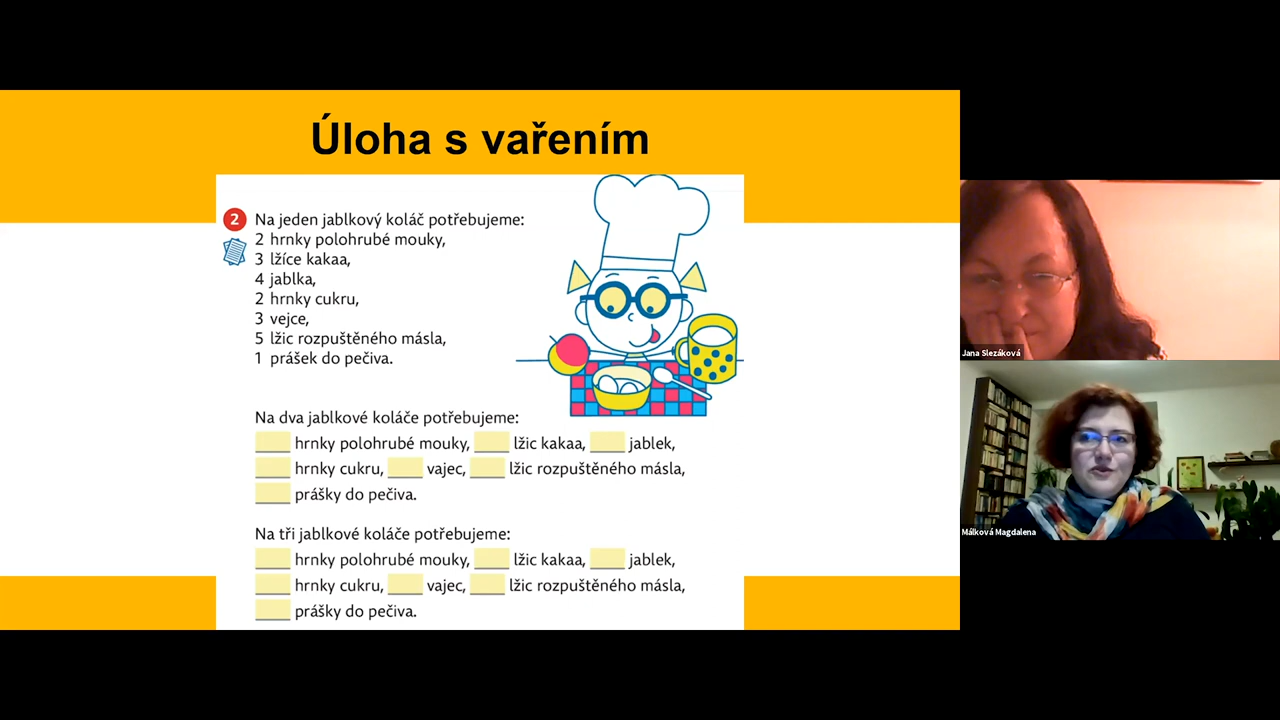 Úloha s vařením
2 Na jeden jablkový koláč potřebujeme:
2 hrnky polohrubé mouky,
3 lžíce kakaa,
4 jablka,
2 hrnky cukru,
3 vejce,
5 lžic rozpuštěného másla,
1 prášek do pečiva.
Na dva jablkové koláče potřebujeme:
hrnky polohrubé mouky, lžic kakaa, jablek,
hrnky cukru, vajec, lžic rozpuštěného másla,
prášky do pečiva.
Na tři jablkové koláče potřebujeme:
hrnky polohrubé mouky, lžic kakaa, jablek,
hrnky cukru, vajec, lžic rozpuštěného másla,
prášky do pečiva.
Jana Slezáková
Málková Magdalena